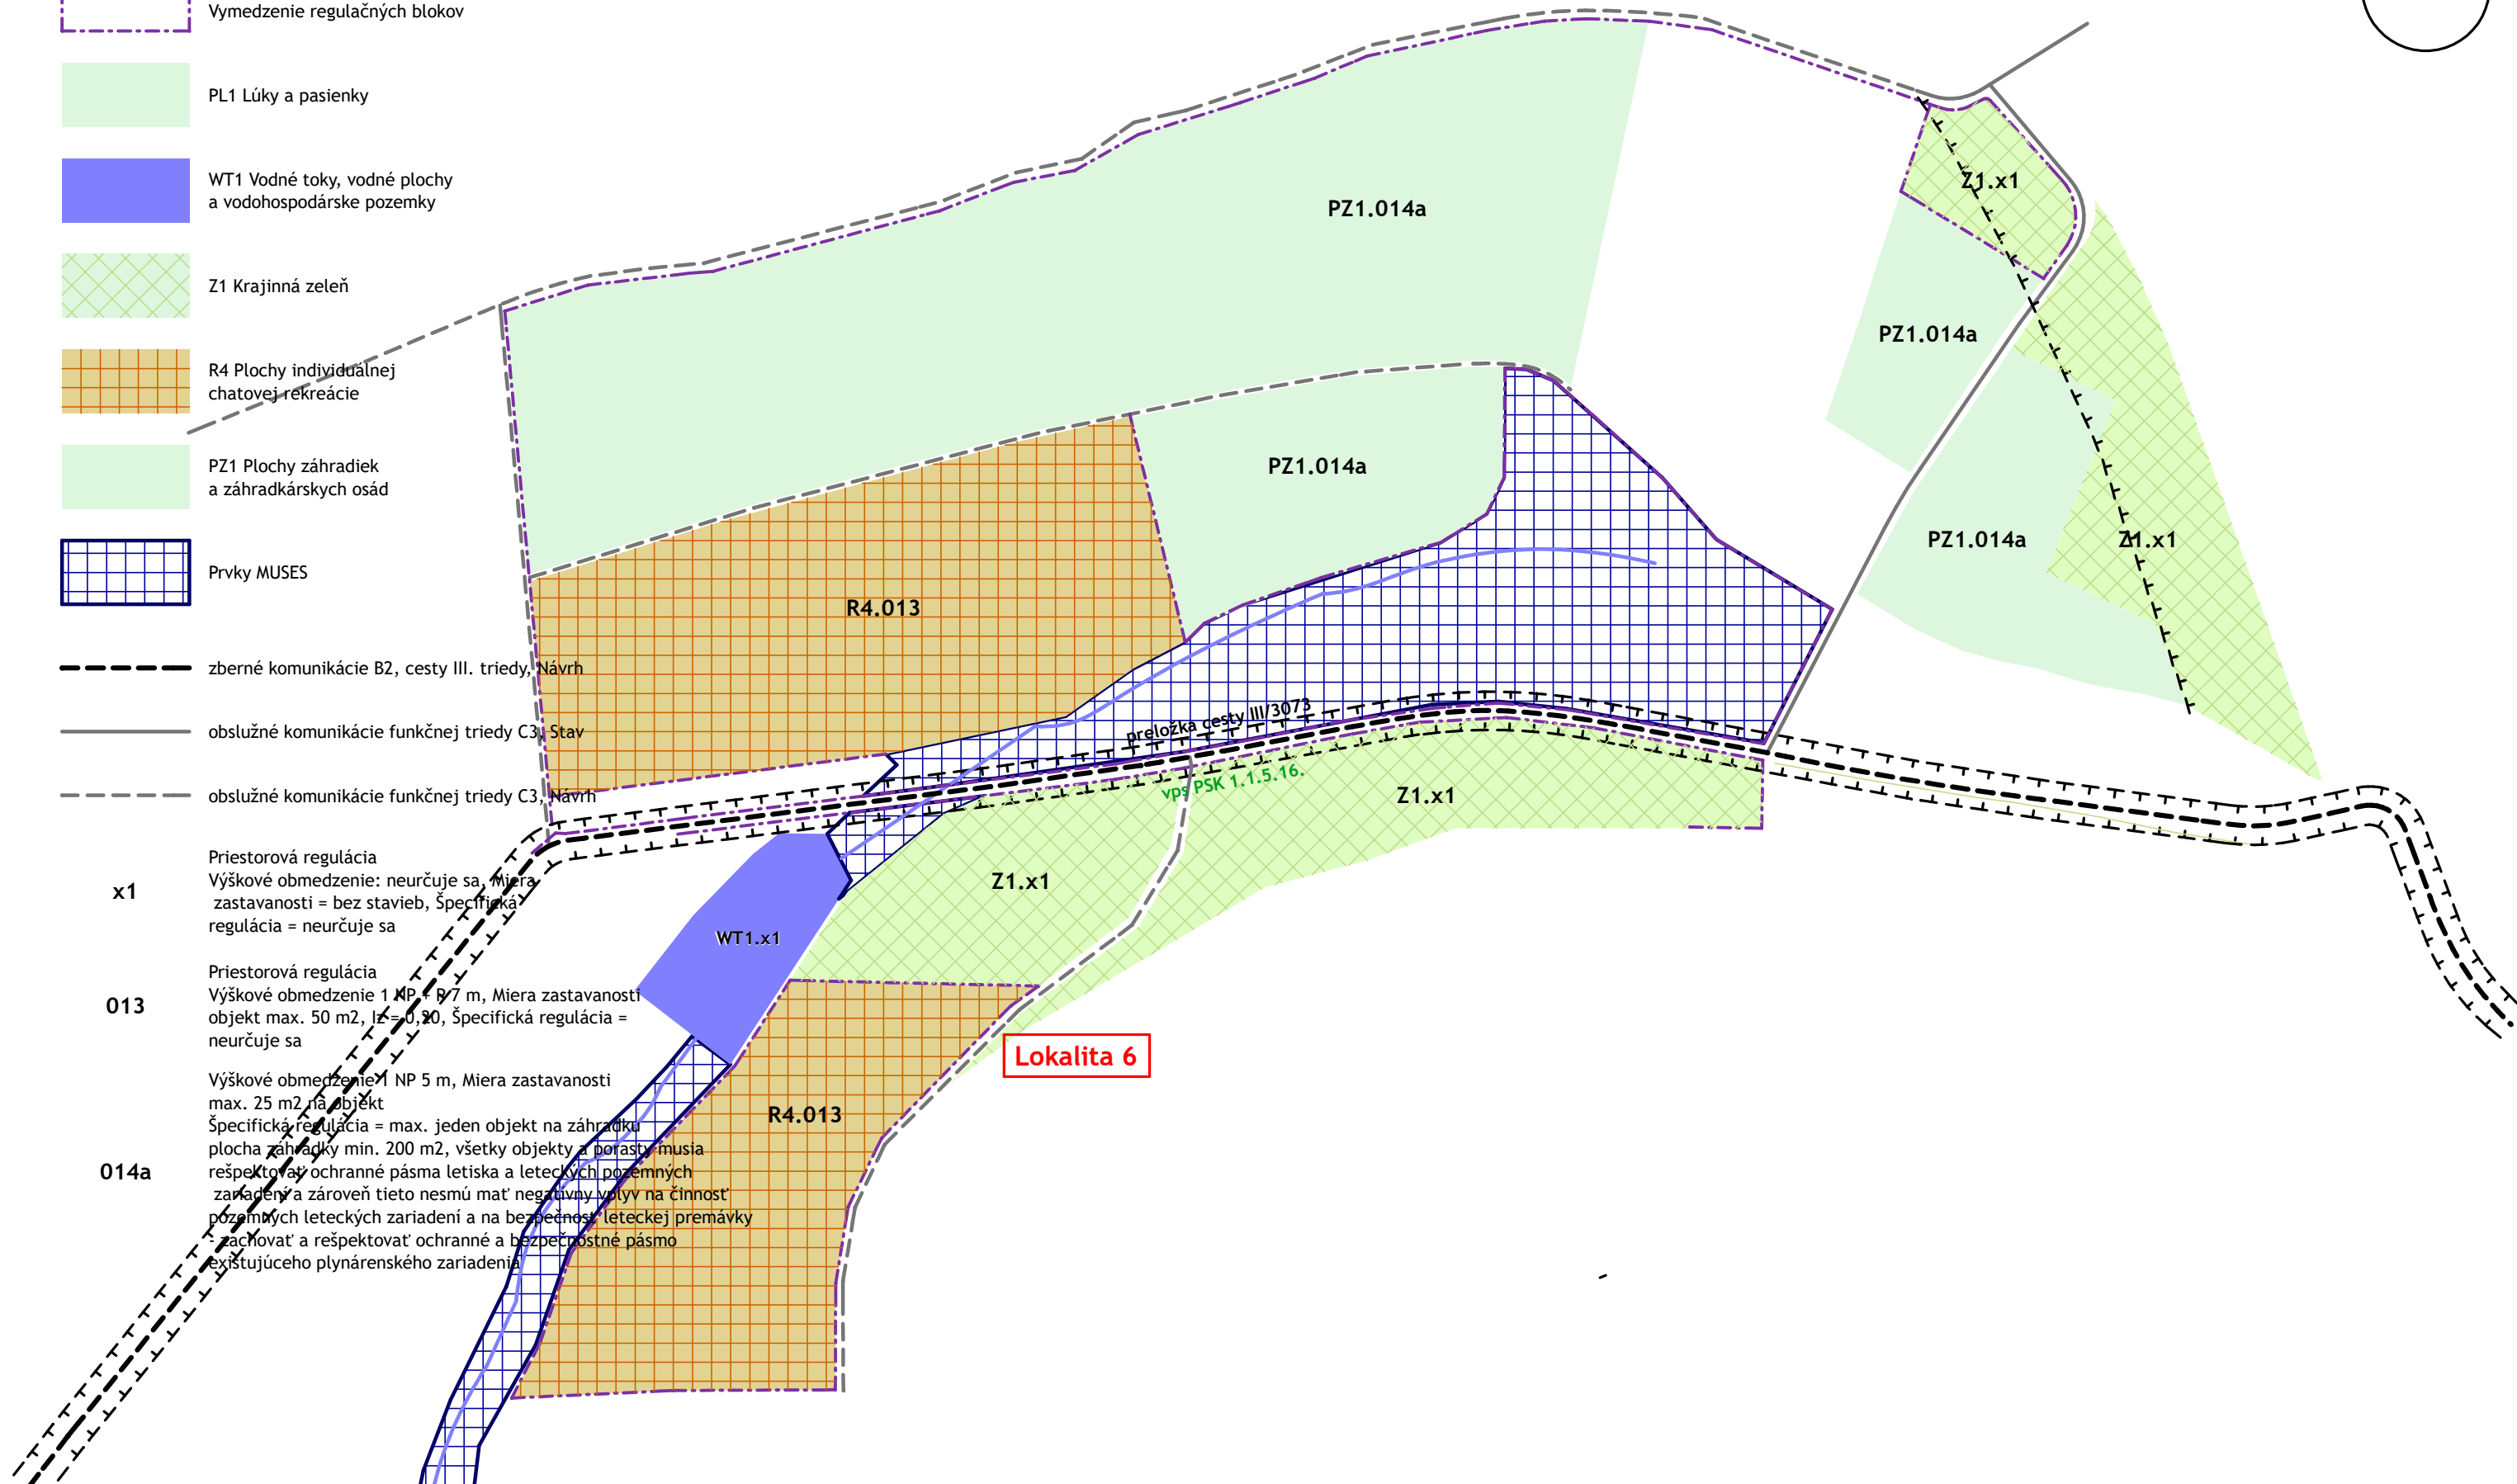 Vymedzenie regulačných blokov
PL1 Lúky a pasienky
WT1 Vodné toky, vodné plochy
a vodohospodárske pozemky
Z1 Krajinná zeleň
R4 Plochy individuálnej
chatovej rekreácie
PZ1 Plochy záhradiek
a záhradkárskych osád
Prvky MUSES
zberné komunikácie B2, cesty III. triedy, Návrh
obslužné komunikácie funkčnej triedy C3, Stav
obslužné komunikácie funkčnej triedy C3, Návrh
x1
Priestorová regulácia
Výškové obmedzenie: neurčuje sa, Miera
zastavanosti = bez stavieb, Špecifická
regulácia = neurčuje sa
013
Priestorová regulácia
Výškové obmedzenie 1 NP + P 7 m, Miera zastavanosti
objekt max. 50 m2, Iz = 0,20, Špecifická regulácia =
neurčuje sa
014a
Výškové obmedzenie 1 NP 5 m, Miera zastavanosti
max. 25 m2 na objekt
Špecifická regulácia = max. jeden objekt na záhradku
plocha záhradky min. 200 m2, všetky objekty a porasty musia
rešpektovať ochranné pásma letiska a leteckých pozemných
zariadení a zároveň tieto nesmú mať negatívny vplyv na činnosť
pozemných leteckých zariadení a na bezpečnosť leteckej premávky
- zachovať a rešpektovať ochranné a bezpečnostné pásmo
existujúceho plynárenského zariadenia
PZ1.014a
Z1.x1
PZ1.014a
PZ1.014a
PZ1.014a
Z1.x1
R4.013
preložka cesty III/3073
vps PSK 1.1.5.16.
Z1.x1
Z1.x1
WT1.x1
Lokalita 6
R4.013